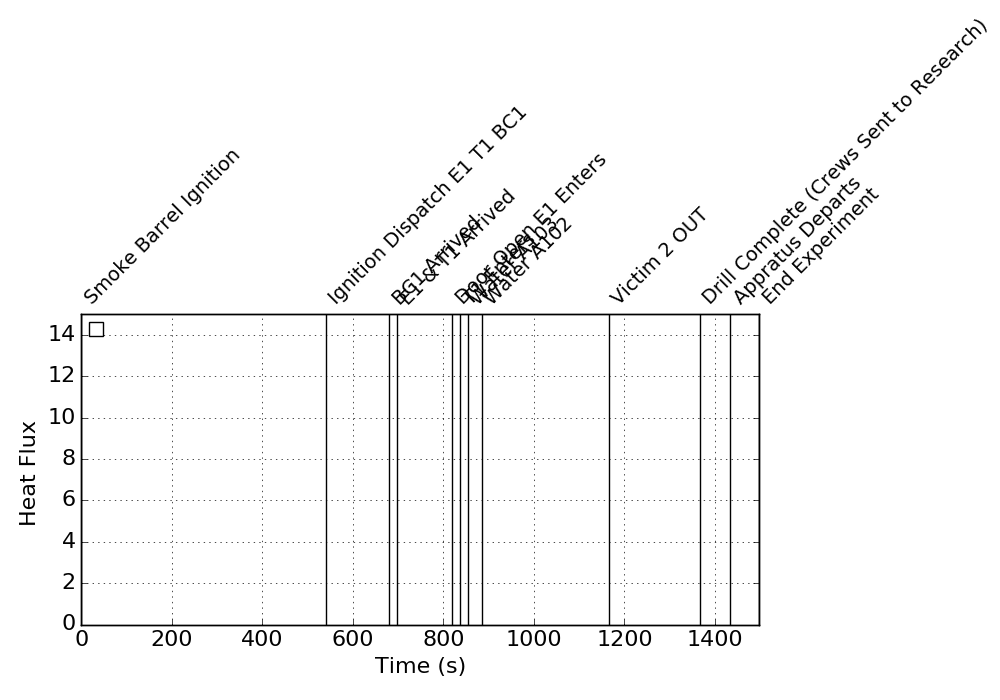 Smoke Barrel Ignition
Ignition Dispatch E1 T1 BC1
BC1 Arrived
E1 & T1 Arrived
Door Open E1 Enters
Water A102
Victim 2 OUT
Drill Complete (Crews Sent to Research)
Appratus Departs
End Experiment
14
12
10
8
6
4
2
0
Heat Flux
0 200 400 600 800 1000 1200 1400
Time (s)